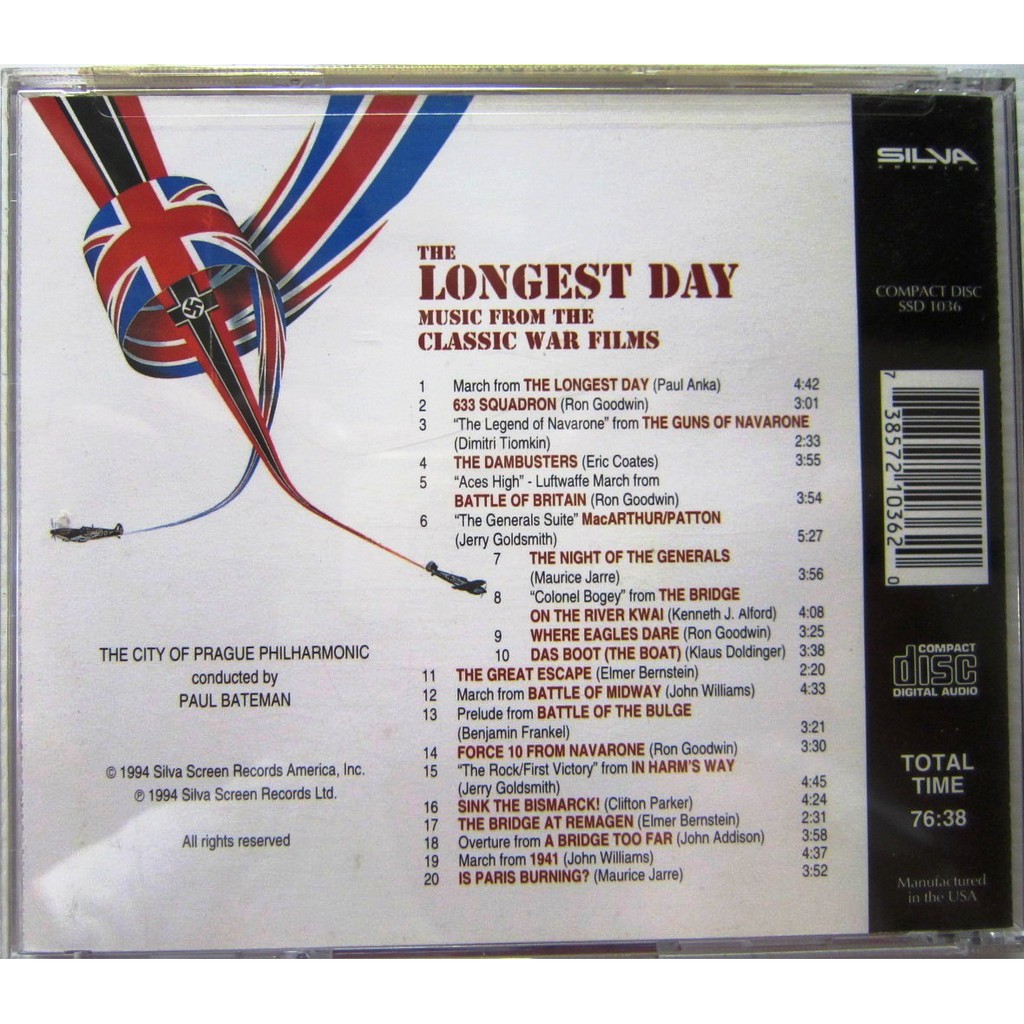 THE
LONGEST DAY
MUSIC FROM THE
CLASSIC WAR FILMS
1 March from THE LONGEST DAY (Paul Anka) 4:42
2 633 SQUADRON (Ron Goodwin) 3:01
3 "The Legend of Navarone" from THE GUNS OF NAVARONE
(Dimitri Tiomkin) 2:33
4 THE DAMBUSTERS (Eric Coates) 3:55
5 "Aces High" - Luftwaffe March from
BATTLE OF BRITAIN (Ron Goodwin) 3:54
6 "The Generals Suite" MacARTHUR/PATTON
(Jerry Goldsmith) 5:27
7 THE NIGHT OF THE GENERALS
(Maurice Jarre) 3:56
8 "Colonel Bogey" from THE BRIDGE
ON THE RIVER KWAI (Kenneth J. Alford) 4:08
9 WHERE EAGLES DARE (Ron Goodwin) 3:25
10 DAS BOOT (THE BOAT) (Klaus Doldinger) 3:38
11 THE GREAT ESCAPE (Elmer Bernstein) 2:20
12 March from BATTLE OF MIDWAY (John Williams) 4:33
13 Prelude from BATTLE OF THE BULGE
(Benjamin Frankel) 3:21
14 FORCE 10 FROM NAVARONE (Ron Goodwin) 3:30
15 "The Rock/First Victory" from IN HARM'S WAY
(Jerry Goldsmith) 4:45
16 SINK THE BISMARCK! (Clifton Parker) 4:24
17 THE BRIDGE AT REMAGEN (Elmer Bernstein) 2:31
18 Overture from A BRIDGE TOO FAR (John Addison) 3:58
19 March from 1941 (John Williams) 4:37
20 IS PARIS BURNING? (Maurice Jarre) 3:52
THE CITY OF PRAGUE PHILHARMONIC
conducted by
PAUL BATEMAN
© 1994 Silva Screen Records America, Inc.
℗ 1994 Silva Screen Records Ltd.
All rights reserved
SILVA
AMERICA
COMPACT DISC
SSD 1036
7 38572 10362 0
COMPACT
disc
DIGITAL AUDIO
TOTAL
TIME
76:38
Manufactured
in the USA